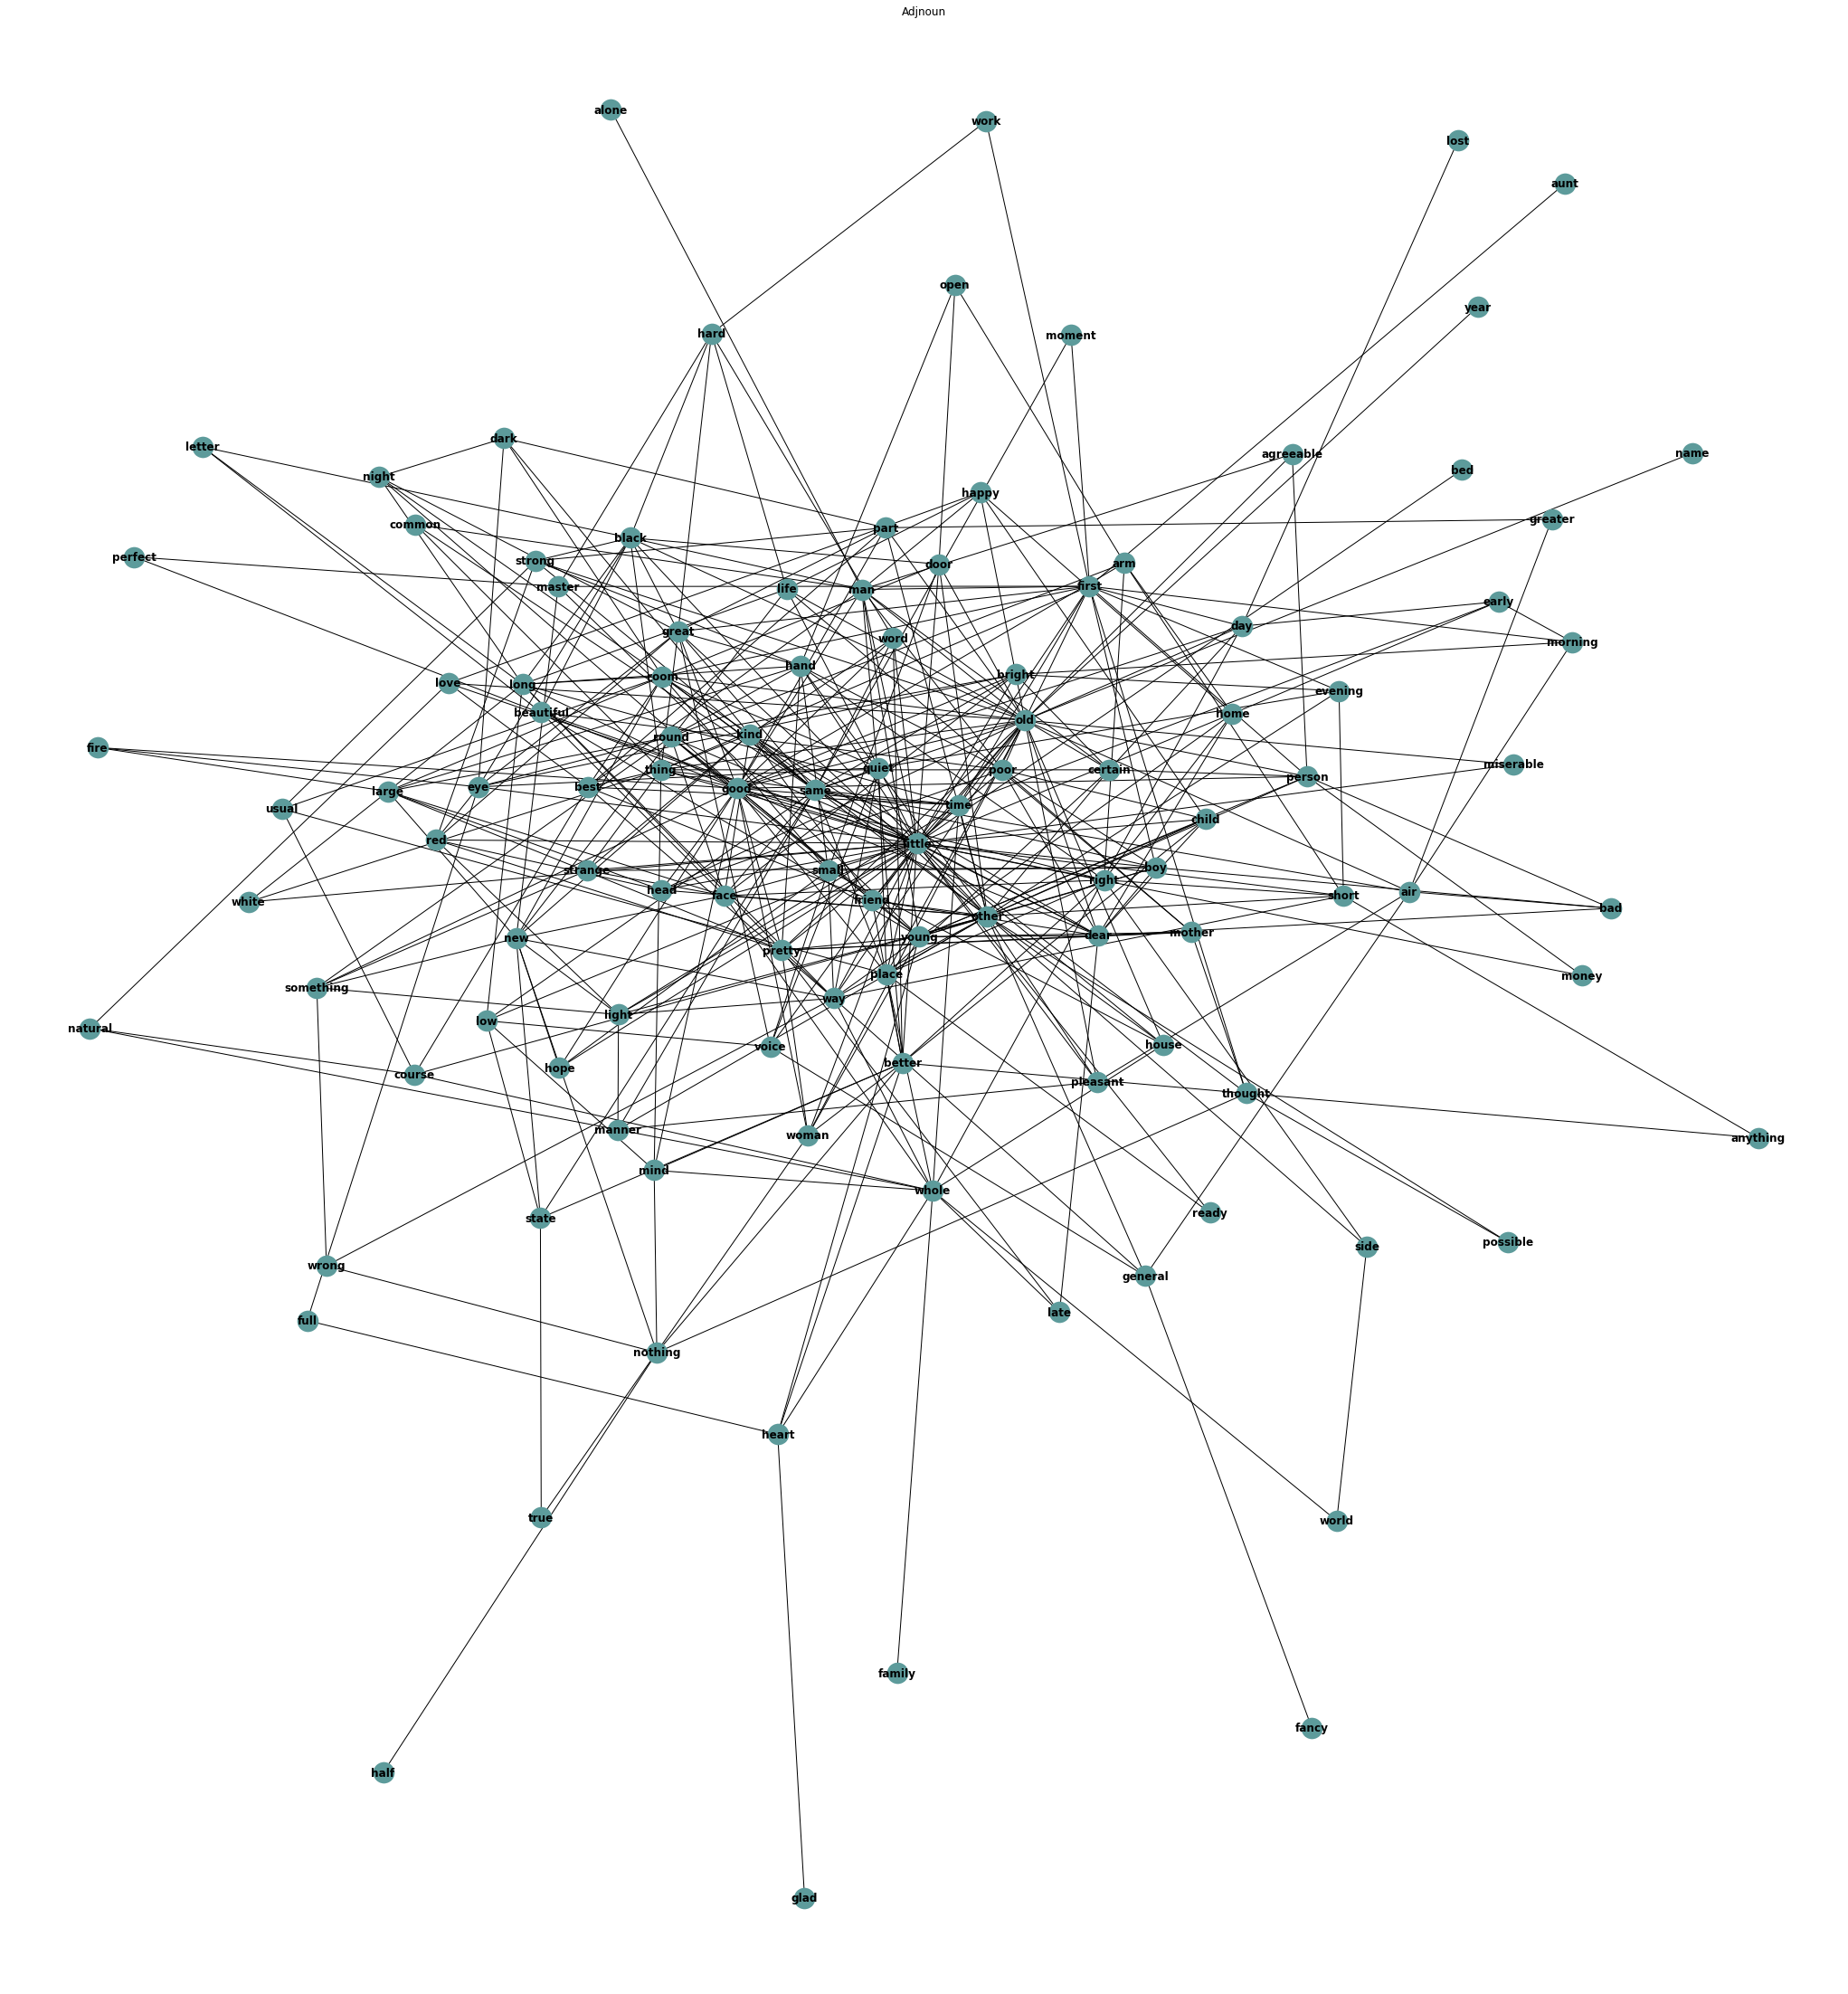 Adjnoun
alone
work
lost
aunt
open
year
hard
moment
dark
letter
agreeable
name
bed
night
happy
greater
common
part
black
perfect
strong
door
arm
master
life
man
first
early
day
great
word
morning
hand
bright
room
love
long
evening
beautiful
home
old
round
kind
fire
miserable
thing
quiet
poor
certain
person
eye
best
good
large
same
time
usual
child
red
little
boy
strange
small
right
head
air
face
short
white
friend
bad
other
mother
new
young
dear
pretty
place
money
something
way
light
low
natural
house
voice
better
hope
course
pleasant
thought
manner
woman
anything
mind
whole
ready
state
possible
side
wrong
general
late
full
nothing
heart
true
world
family
fancy
half
glad